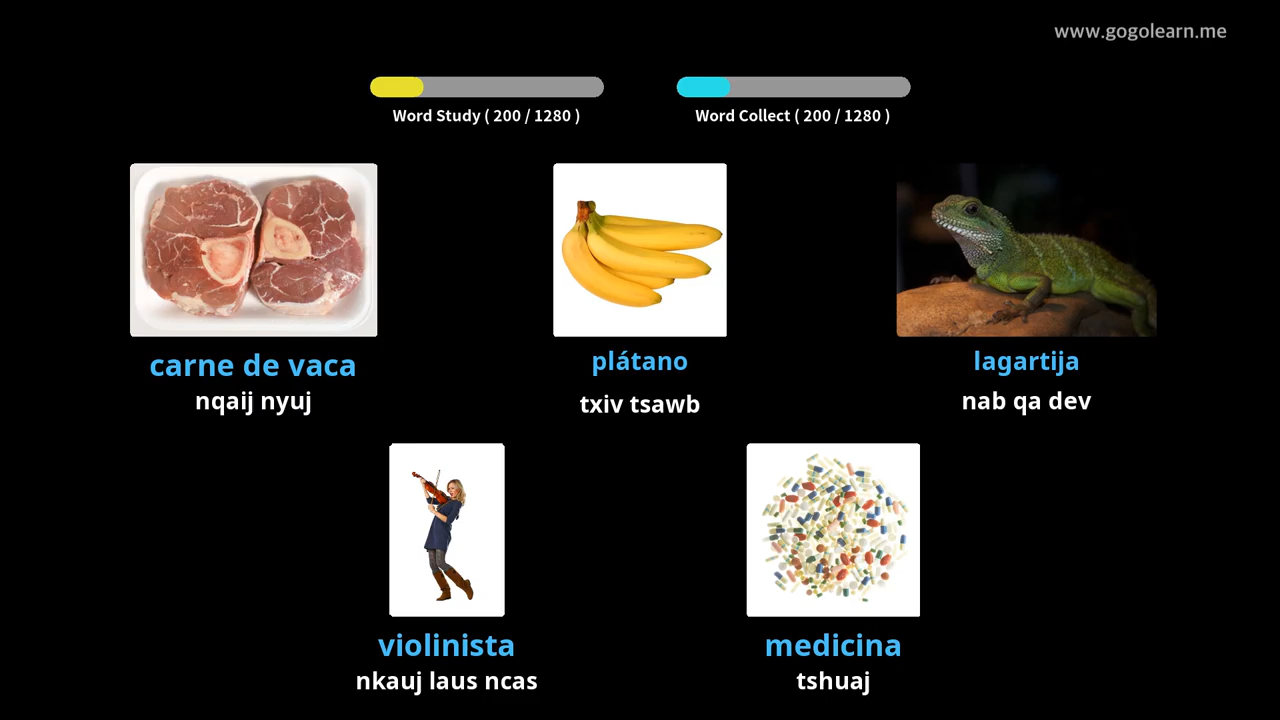 www.gogolearn.me
Word Study ( 200 / 1280 )
Word Collect ( 200 / 1280 )
carne de vaca
nqaij nyuj
plátano
txiv tsawb
lagartija
nab qa dev
violinista
nkauj laus ncas
medicina
tshuaj